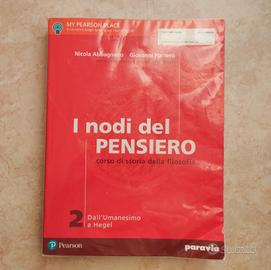 MY PEARSON PLACE
Nicola Abbagnano Giovanni Fornero
I nodi del
PENSIERO
corso di storia della filosofia
2
Dall'Umanesimo
a Hegel
Pearson
paravia